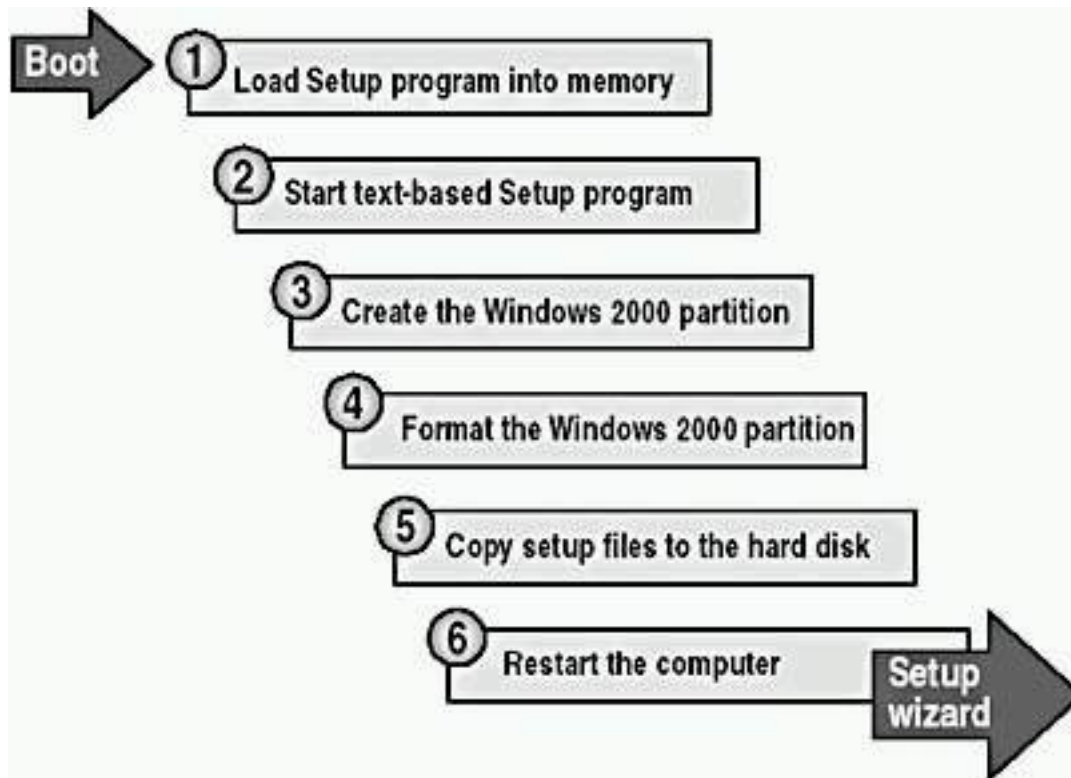 Boot
1
Load Setup program into memory
2
Start text-based Setup program
3
Create the Windows 2000 partition
4
Format the Windows 2000 partition
5
Copy setup files to the hard disk
6
Restart the computer
Setup
wizard